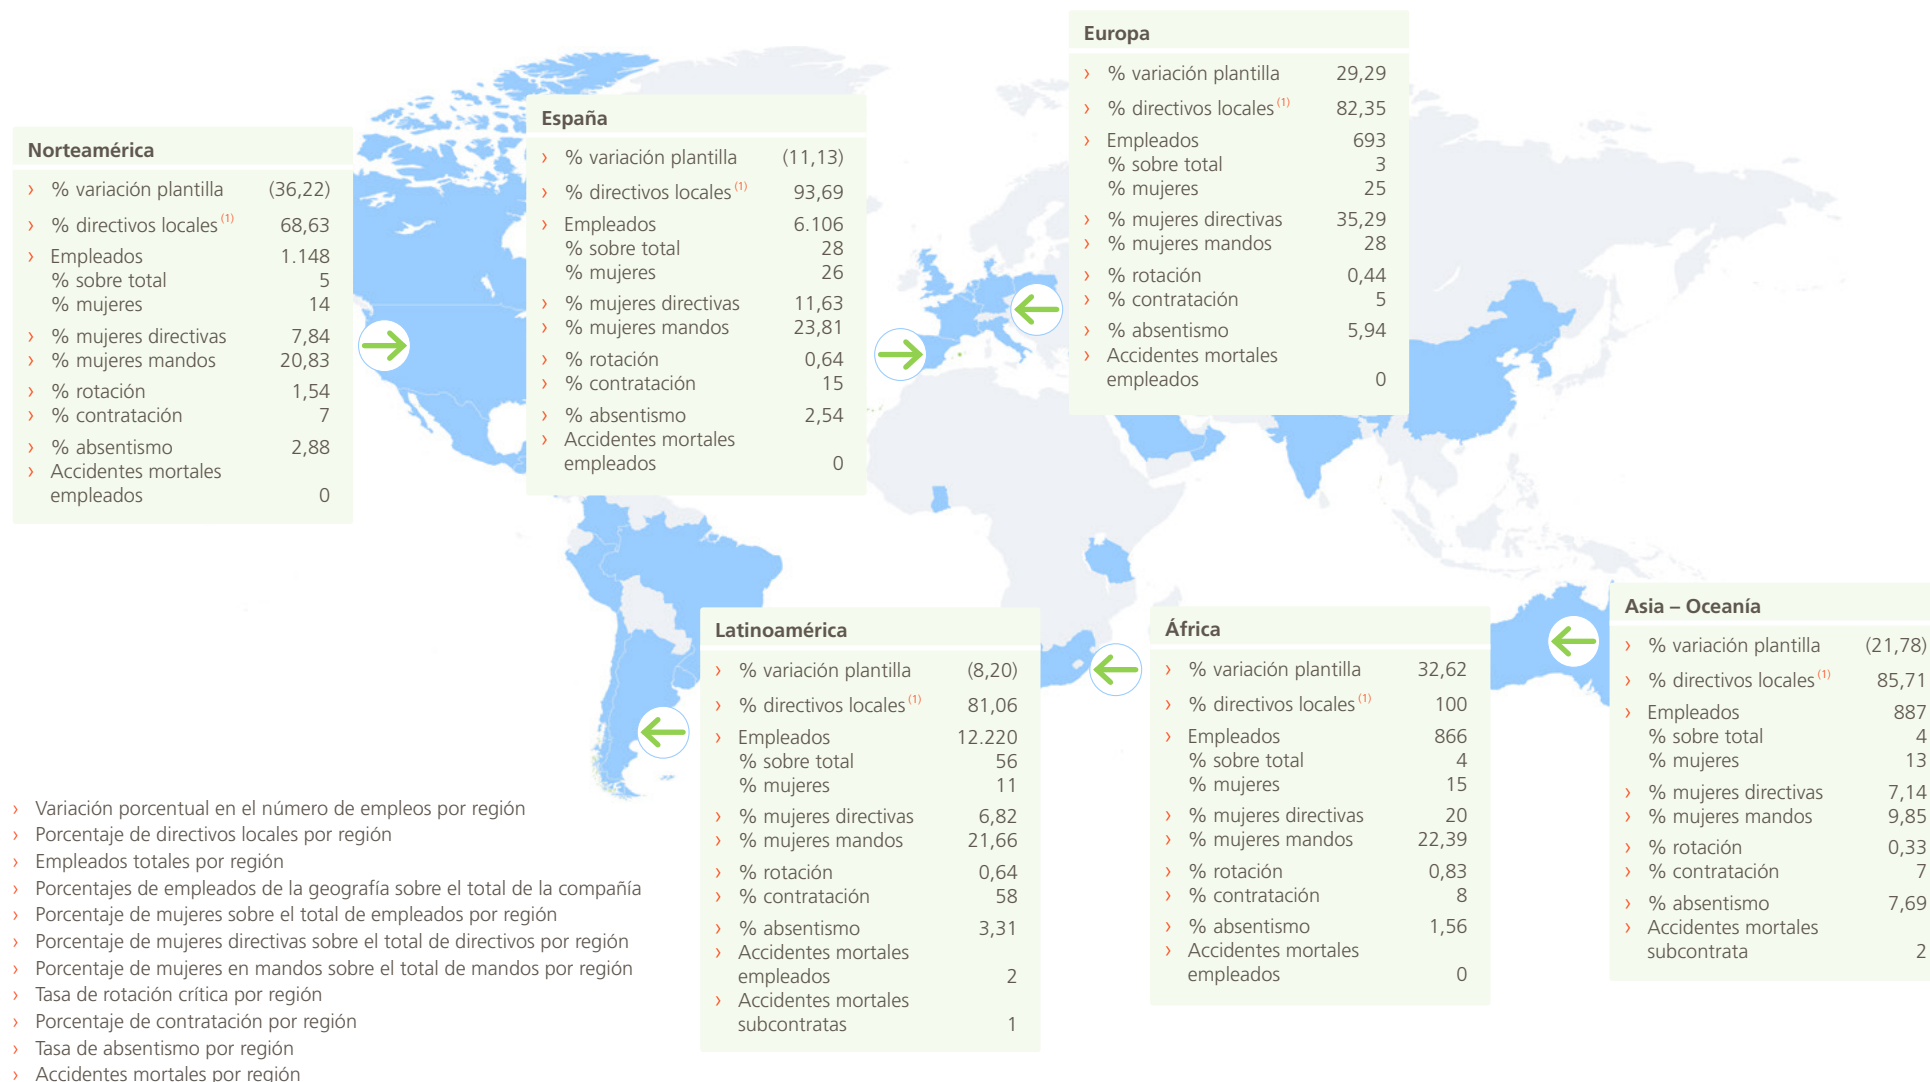 Norteamérica
› % variación plantilla (36,22)
› % directivos locales (1) 68,63
› Empleados 1.148
% sobre total 5
% mujeres 14
› % mujeres directivas 7,84
› % mujeres mandos 20,83
› % rotación 1,54
› % contratación 7
› % absentismo 2,88
› Accidentes mortales
empleados 0
España
› % variación plantilla (11,13)
› % directivos locales (1) 93,69
› Empleados 6.106
% sobre total 28
% mujeres 26
› % mujeres directivas 11,63
› % mujeres mandos 23,81
› % rotación 0,64
› % contratación 15
› % absentismo 2,54
› Accidentes mortales
empleados 0
Europa
› % variación plantilla 29,29
› % directivos locales (1) 82,35
› Empleados 693
% sobre total 3
% mujeres 25
› % mujeres directivas 35,29
› % mujeres mandos 28
› % rotación 0,44
› % contratación 5
› % absentismo 5,94
› Accidentes mortales
empleados 0
Latinoamérica
› % variación plantilla (8,20)
› % directivos locales (1) 81,06
› Empleados 12.220
% sobre total 56
% mujeres 11
› % mujeres directivas 6,82
› % mujeres mandos 21,66
› % rotación 0,64
› % contratación 58
› % absentismo 3,31
› Accidentes mortales
empleados 2
› Accidentes mortales
subcontratas 1
África
› % variación plantilla 32,62
› % directivos locales (1) 100
› Empleados 866
% sobre total 4
% mujeres 15
› % mujeres directivas 20
› % mujeres mandos 22,39
› % rotación 0,83
› % contratación 8
› % absentismo 1,56
› Accidentes mortales
empleados 0
Asia – Oceanía
› % variación plantilla (21,78)
› % directivos locales (1) 85,71
› Empleados 887
% sobre total 4
% mujeres 13
› % mujeres directivas 7,14
› % mujeres mandos 9,85
› % rotación 0,33
› % contratación 7
› % absentismo 7,69
› Accidentes mortales
subcontrata 2
› Variación porcentual en el número de empleos por región
› Porcentaje de directivos locales por región
› Empleados totales por región
› Porcentajes de empleados de la geografía sobre el total de la compañía
› Porcentaje de mujeres sobre el total de empleados por región
› Porcentaje de mujeres directivas sobre el total de directivos por región
› Porcentaje de mujeres en mandos sobre el total de mandos por región
› Tasa de rotación crítica por región
› Porcentaje de contratación por región
› Tasa de absentismo por región
› Accidentes mortales por región